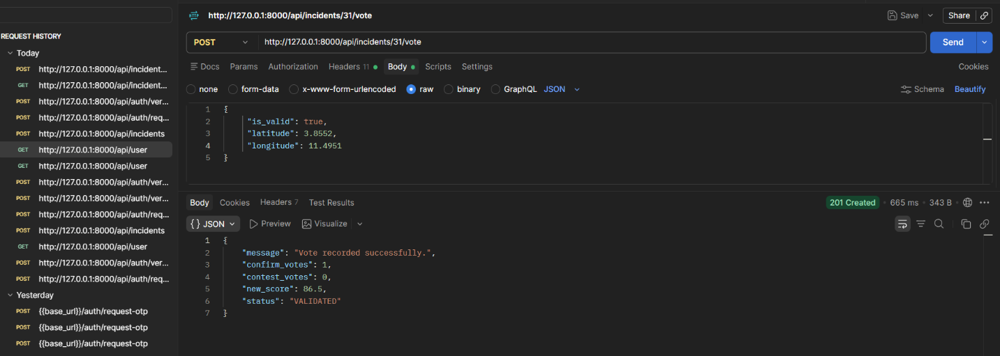 HTTP http://127.0.0.1:8000/api/incidents/31/vote Save Share
REQUEST HISTORY
Today
POST http://127.0.0.1:8000/api/incident...
GET http://127.0.0.1:8000/api/incident...
POST http://127.0.0.1:8000/api/auth/ver...
POST http://127.0.0.1:8000/api/auth/req...
POST http://127.0.0.1:8000/api/incidents
GET http://127.0.0.1:8000/api/user
GET http://127.0.0.1:8000/api/user
POST http://127.0.0.1:8000/api/auth/ver...
POST http://127.0.0.1:8000/api/auth/ver...
POST http://127.0.0.1:8000/api/auth/req...
POST http://127.0.0.1:8000/api/incidents
GET http://127.0.0.1:8000/api/user
POST http://127.0.0.1:8000/api/auth/ver...
POST http://127.0.0.1:8000/api/auth/req...
Yesterday
POST {{base_url}}/auth/request-otp
POST {{base_url}}/auth/request-otp
POST {{base_url}}/auth/request-otp
POST http://127.0.0.1:8000/api/incidents/31/vote Send
Docs Params Authorization Headers 11 Body Scripts Settings Cookies
none form-data x-www-form-urlencoded raw binary GraphQL JSON Schema Beautify
1 {
2 "is_valid": true,
3 "latitude": 3.8552,
4 "longitude": 11.4951
5 }
Body Cookies Headers 7 Test Results 201 Created 665 ms 343 B
{} JSON Preview Visualize
1 {
2 "message": "Vote recorded successfully.",
3 "confirm_votes": 1,
4 "contest_votes": 0,
5 "new_score": 86.5,
6 "status": "VALIDATED"
7 }